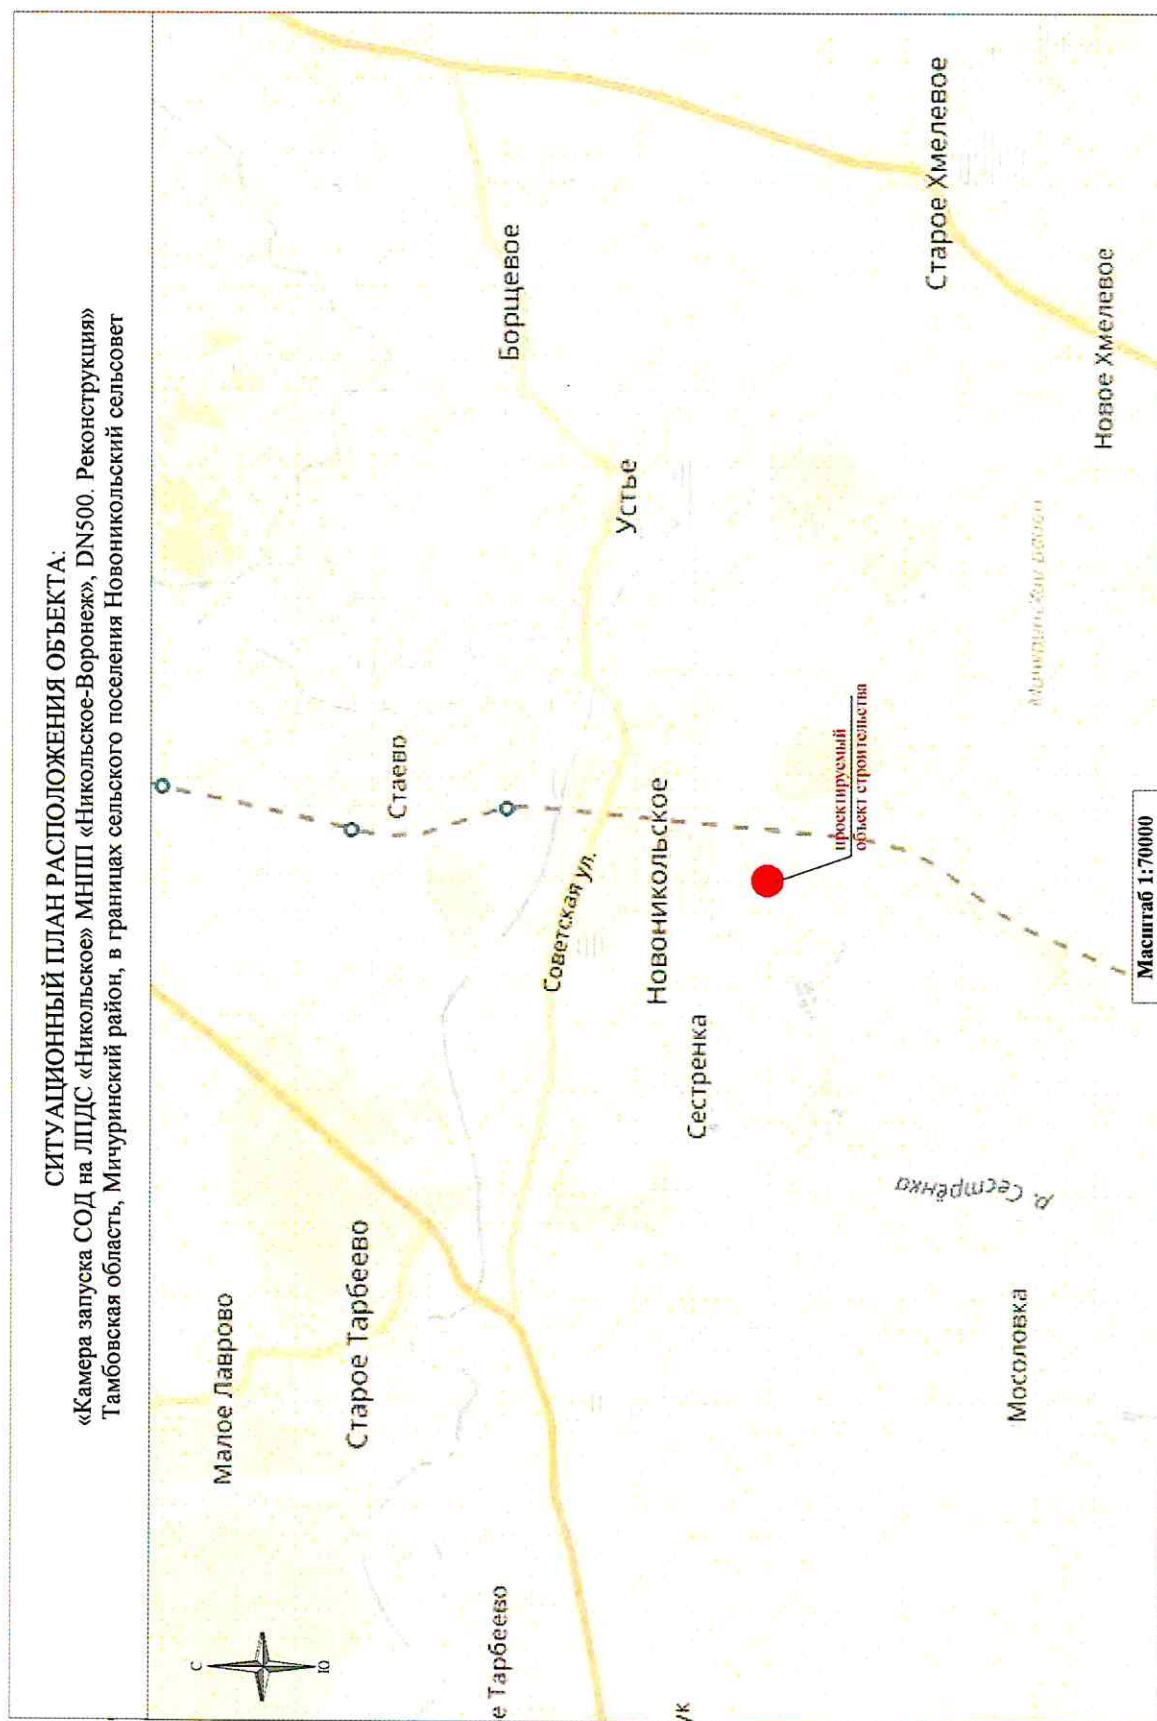 СИТУАЦИОННЫЙ ПЛАН РАСПОЛОЖЕНИЯ ОБЪЕКТА:
«Камера запуска СОД на ЛПДС «Никольское» МНПП «Никольское-Воронеж», DN500. Реконструкция»
Тамбовская область, Мичуринский район, в границах сельского поселения Новоникольский сельсовет
С
Ю
Малое Лаврово
Старое Тарбеево
Стаево
Борщевое
е Тарбеево
Советская ул.
Устье
Новоникольское
ук
Сестренка
проектируемый
объект строительства
р. Сестрёнка
Старое Хмелевое
Мосоловка
Новое Хмелевое
Масштаб 1:70000